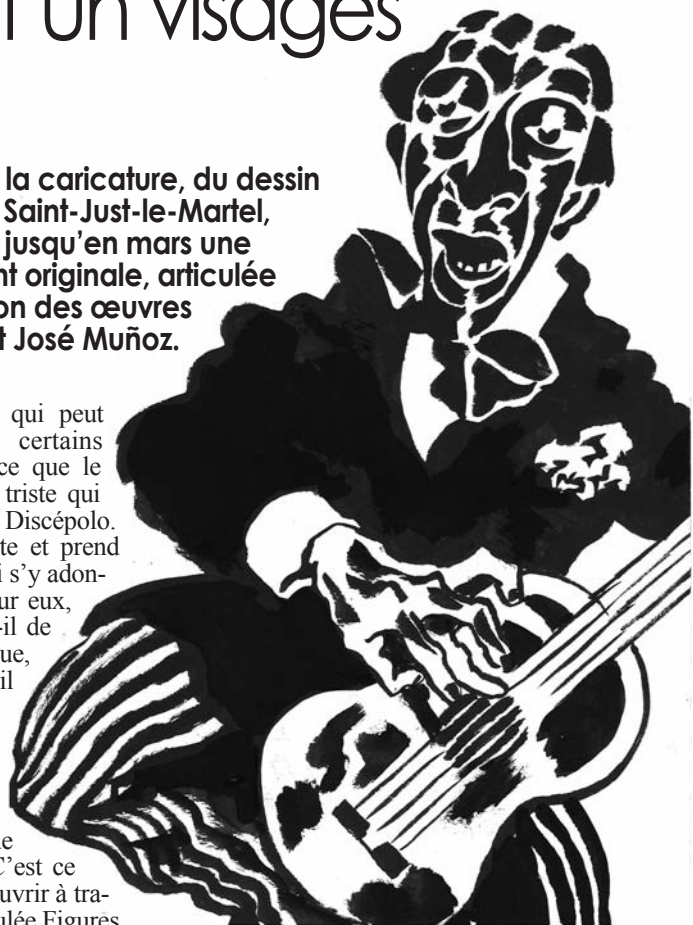 un visages
la caricature, du dessin
Saint-Just-le-Martel,
jusqu’en mars une
nt originale, articulée
on des œuvres
t José Muñoz.
qui peut
certains
ce que le
triste qui
Discépolo.
te et prend
i s’y adon-
ur eux,
-il de
ue,
il
le
C’est ce
ouvrir à tra-
ulée Figures